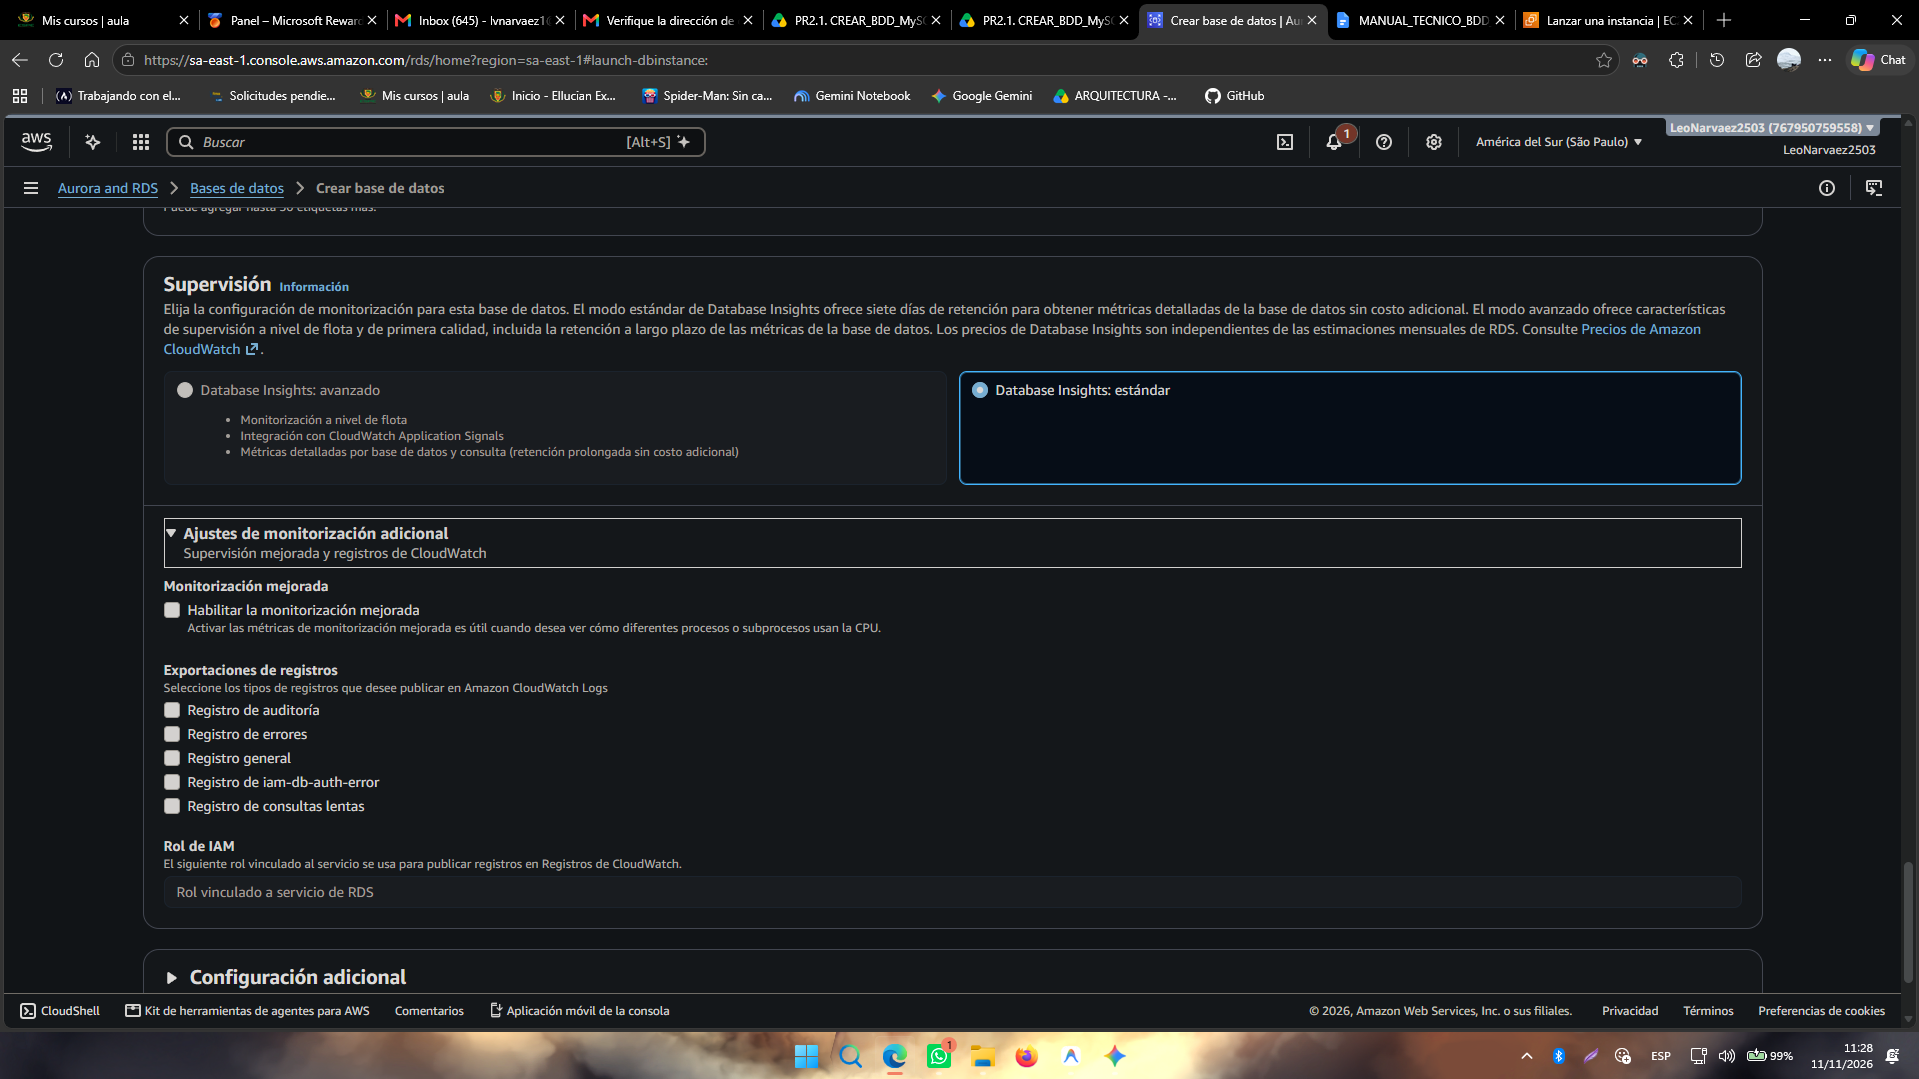 Mis cursos | aula
Panel – Microsoft Rewar
Inbox (645) - lvnarvaez1
Verifique la dirección de
PR2.1. CREAR_BDD_MyS
PR2.1. CREAR_BDD_MyS
Crear base de datos | Au
MANUAL_TECNICO_BDD
Lanzar una instancia | EC
https://sa-east-1.console.aws.amazon.com/rds/home?region=sa-east-1#launch-dbinstance:
Chat
Trabajando con el...
Solicitudes pendie...
Mis cursos | aula
Inicio - Ellucian Ex...
Spider-Man: Sin ca...
Gemini Notebook
Google Gemini
ARQUITECTURA -...
GitHub
aws
Buscar
[Alt+S]
1
América del Sur (São Paulo)
LeoNarvaez2503 (767950759558)
LeoNarvaez2503
Aurora and RDS
Bases de datos
Crear base de datos
Puede agregar hasta 50 etiquetas más.
Supervisión Información
Elija la configuración de monitorización para esta base de datos. El modo estándar de Database Insights ofrece siete días de retención para obtener métricas detalladas de la base de datos sin costo adicional. El modo avanzado ofrece características
de supervisión a nivel de flota y de primera calidad, incluida la retención a largo plazo de las métricas de la base de datos. Los precios de Database Insights son independientes de las estimaciones mensuales de RDS. Consulte Precios de Amazon
CloudWatch .
Database Insights: avanzado
• Monitorización a nivel de flota
• Integración con CloudWatch Application Signals
• Métricas detalladas por base de datos y consulta (retención prolongada sin costo adicional)
Database Insights: estándar
Ajustes de monitorización adicional
Supervisión mejorada y registros de CloudWatch
Monitorización mejorada
Habilitar la monitorización mejorada
Activar las métricas de monitorización mejorada es útil cuando desea ver cómo diferentes procesos o subprocesos usan la CPU.
Exportaciones de registros
Seleccione los tipos de registros que desee publicar en Amazon CloudWatch Logs
Registro de auditoría
Registro de errores
Registro general
Registro de iam-db-auth-error
Registro de consultas lentas
Rol de IAM
El siguiente rol vinculado al servicio se usa para publicar registros en Registros de CloudWatch.
Rol vinculado a servicio de RDS
Configuración adicional
CloudShell
Kit de herramientas de agentes para AWS
Comentarios
Aplicación móvil de la consola
© 2026, Amazon Web Services, Inc. o sus filiales.
Privacidad
Términos
Preferencias de cookies
1
ESP
99%
11:28
11/11/2026